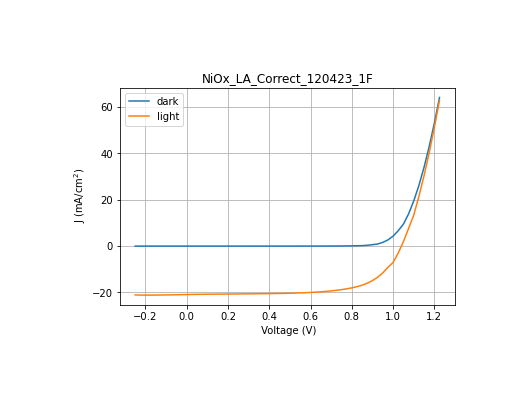 NiOx_LA_Correct_120423_1F
dark
light
60
40
20
0
−20
J (mA/cm²)
−0.2 0.0 0.2 0.4 0.6 0.8 1.0 1.2
Voltage (V)